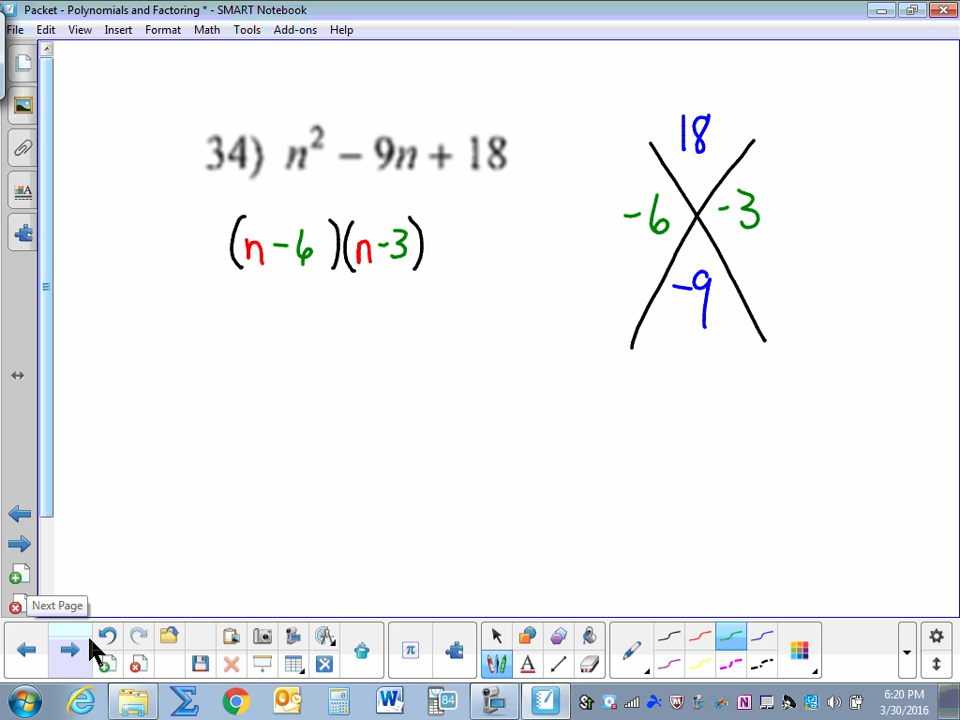 Packet - Polynomials and Factoring * - SMART Notebook
File Edit View Insert Format Math Tools Add-ons Help
34) n² − 9n + 18
(n - 6)(n - 3)
18
-6 -3
-9
Next Page
6:20 PM
3/30/2016